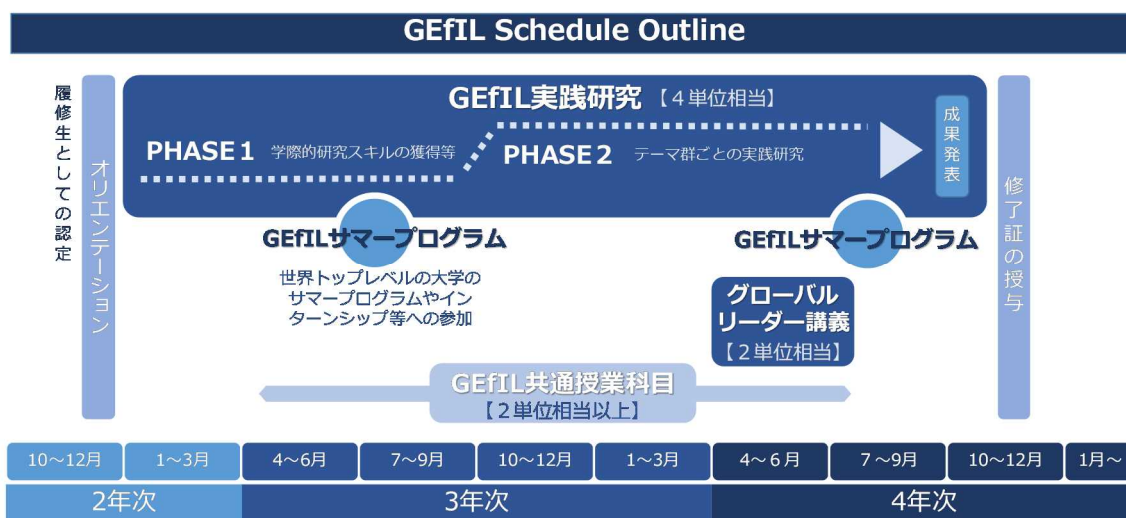 GEfIL Schedule Outline
履修生としての認定
オリエンテーション
GEfIL実践研究【4単位相当】
PHASE1 学際的研究スキルの獲得等
PHASE2 テーマ群ごとの実践研究
成果発表
修了証の授与
GEfILサマープログラム
世界トップレベルの大学の
サマープログラムやイン
ターンシップ等への参加
GEfILサマープログラム
グローバル
リーダー講義
【2単位相当】
GEfIL共通授業科目
【2単位相当以上】
10～12月 1～3月 4～6月 7～9月 10～12月 1～3月 4～6月 7～9月 10～12月 1月～
2年次 3年次 4年次